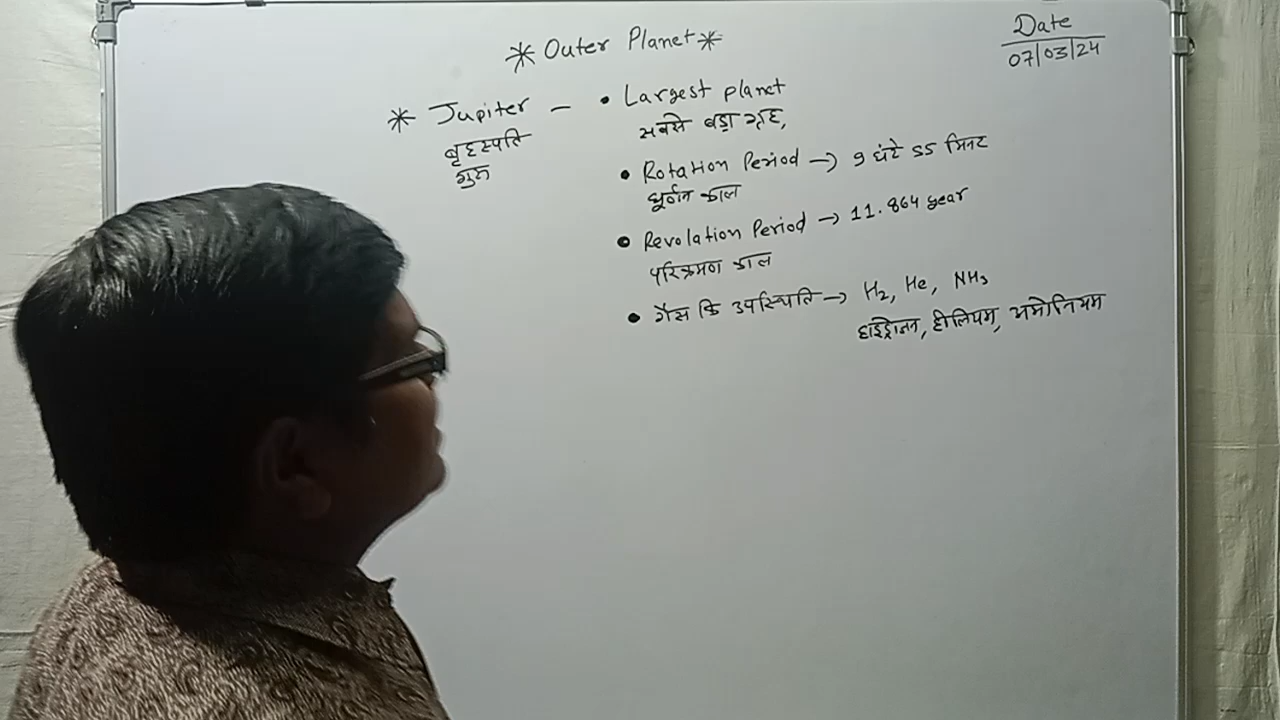 * Outer Planet *
Date
07/03/24
* Jupiter - • Largest planet
बृहस्पति
गुरु
सबसे बड़ा ग्रह,
• Rotation Period → 9 घंटे 55 मिनट
घूर्णन काल
• Revolation Period → 11.864 year
परिक्रमण काल
• गैस कि उपस्थिति → H₂, He, NH₃
हाइड्रोजन, हीलियम, अमोनियम